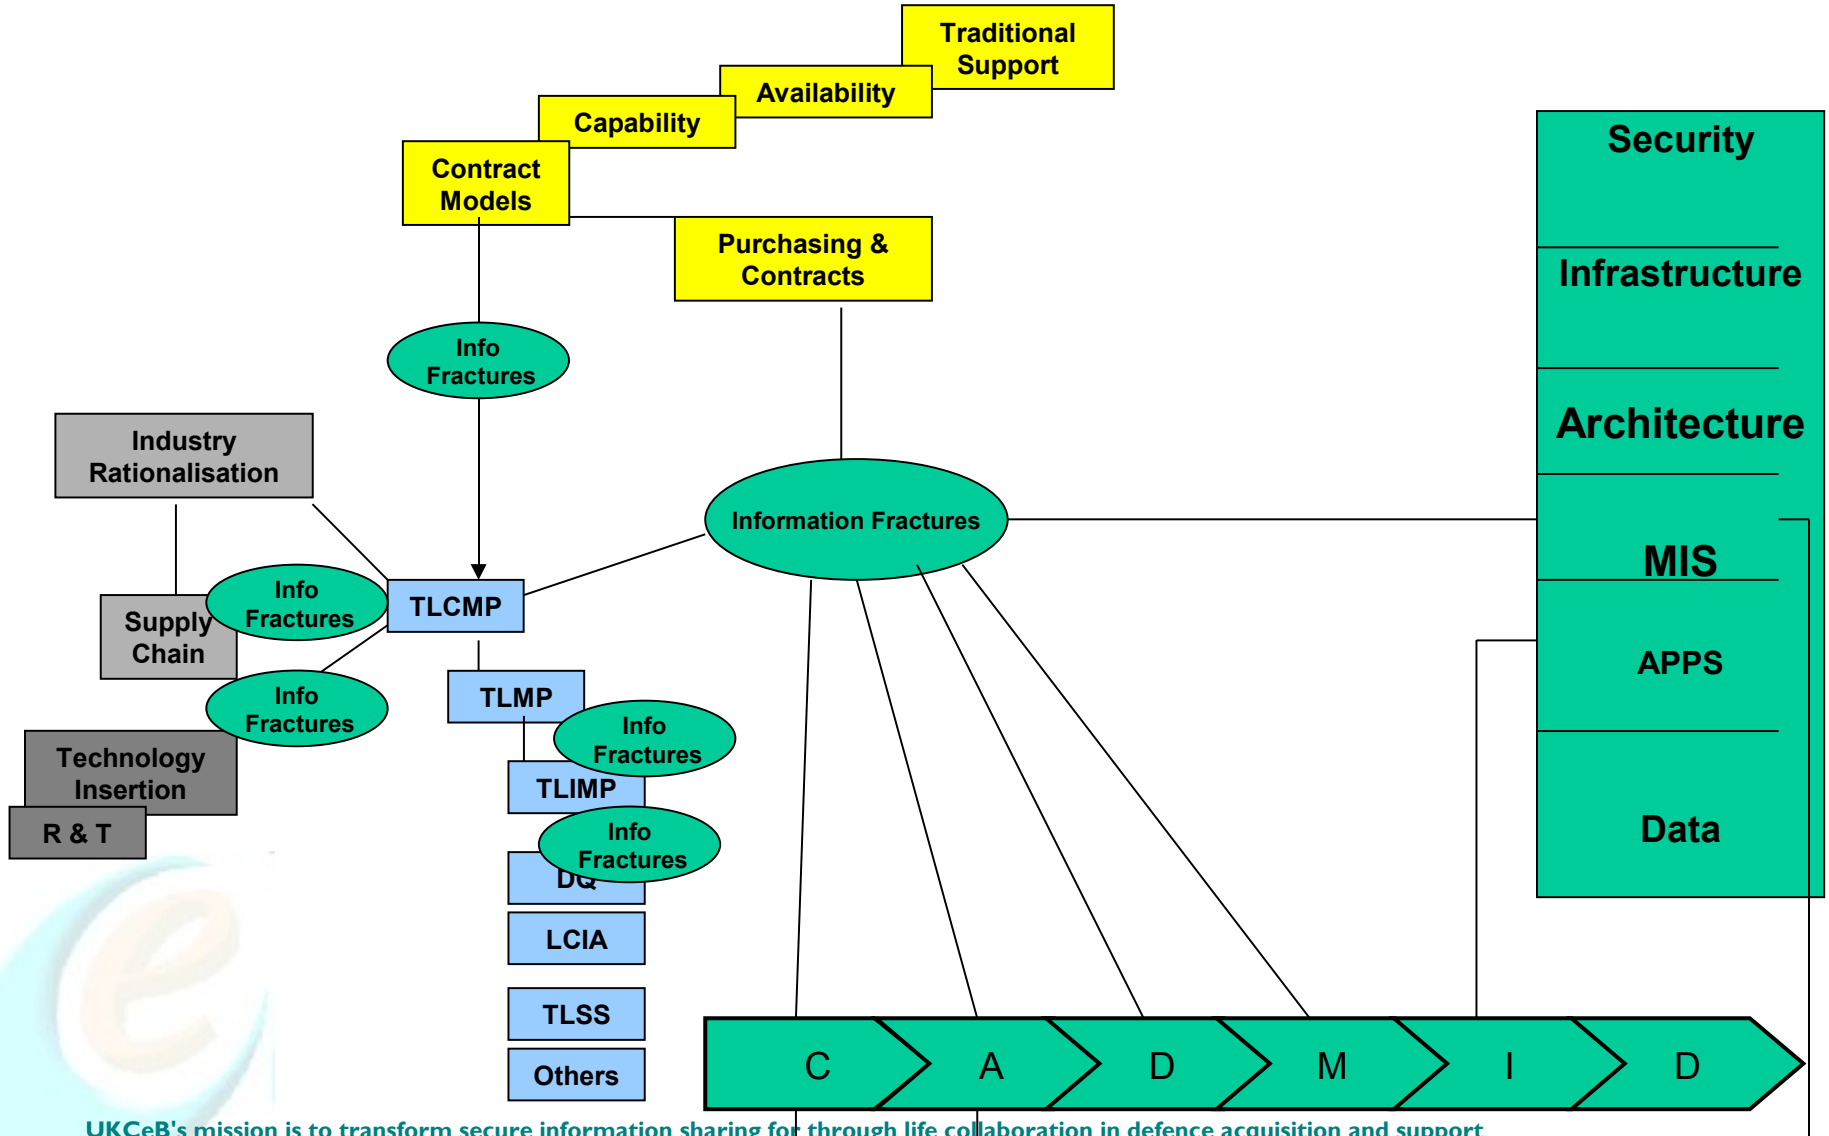 Traditional
Support
Availability
Capability
Contract
Models
Purchasing &
Contracts
Security
Infrastructure
Architecture
MIS
APPS
Data
Info
Fractures
Industry
Rationalisation
Information Fractures
Info
Fractures
TLCMP
Supply
Chain
Info
Fractures
TLMP
Info
Fractures
Technology
Insertion
TLIMP
R & T
Info
Fractures
DQ
LCIA
TLSS
Others
C
A
D
M
I
D
UKCeB's mission is to transform secure information sharing for through life collaboration in defence acquisition and support